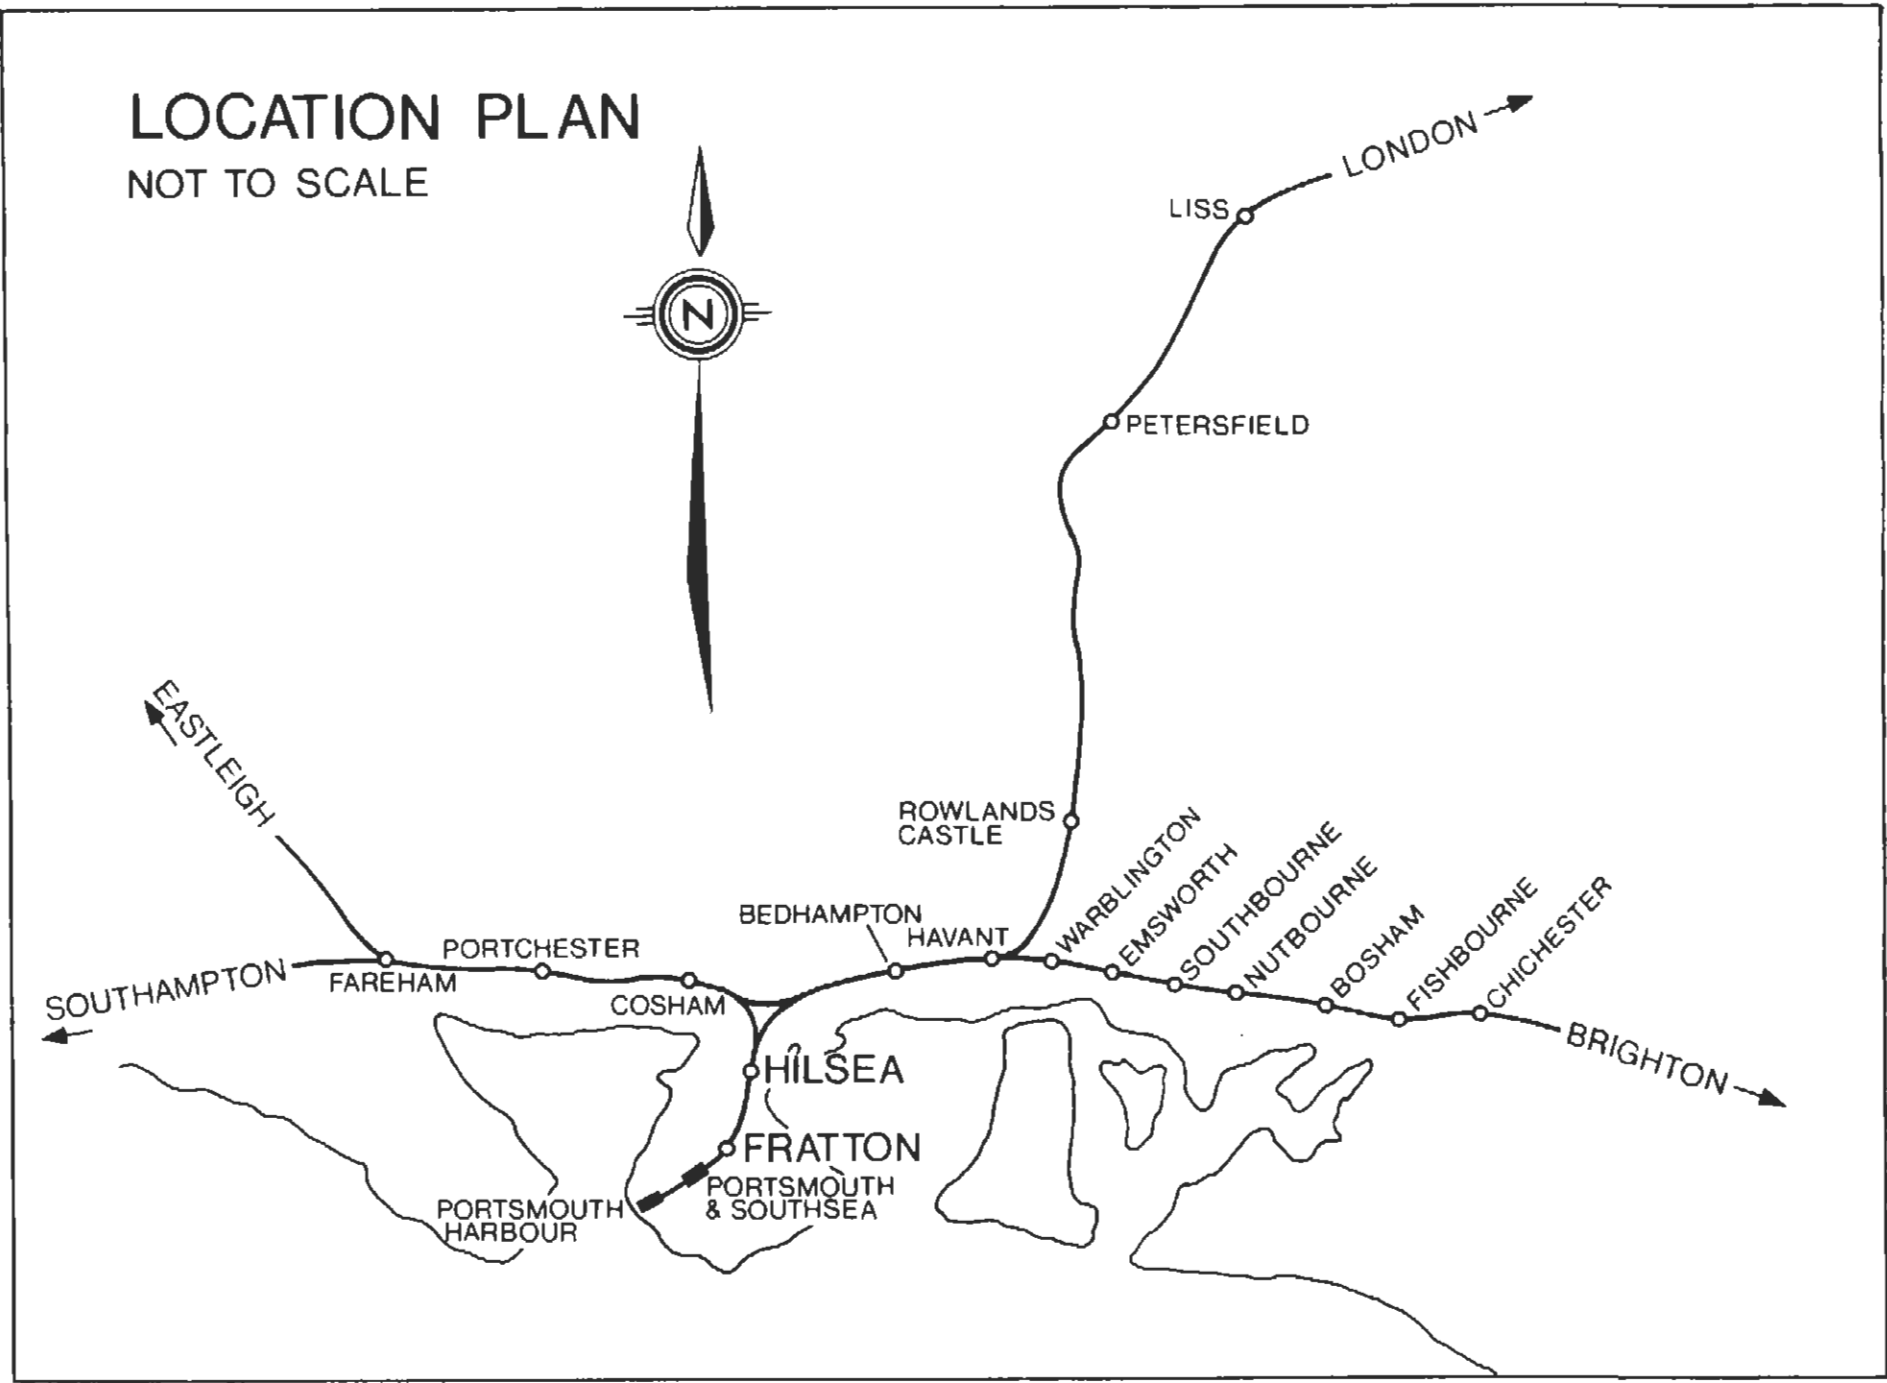 LOCATION PLAN
NOT TO SCALE
N
LONDON
LISS
PETERSFIELD
EASTLEIGH
ROWLANDS
CASTLE
WARBLINGTON
EMSWORTH
SOUTHBOURNE
NUTBOURNE
BOSHAM
FISHBOURNE
CHICHESTER
BEDHAMPTON
HAVANT
PORTCHESTER
FAREHAM
SOUTHAMPTON
COSHAM
BRIGHTON
HILSEA
FRATTON
PORTSMOUTH
& SOUTHSEA
PORTSMOUTH
HARBOUR